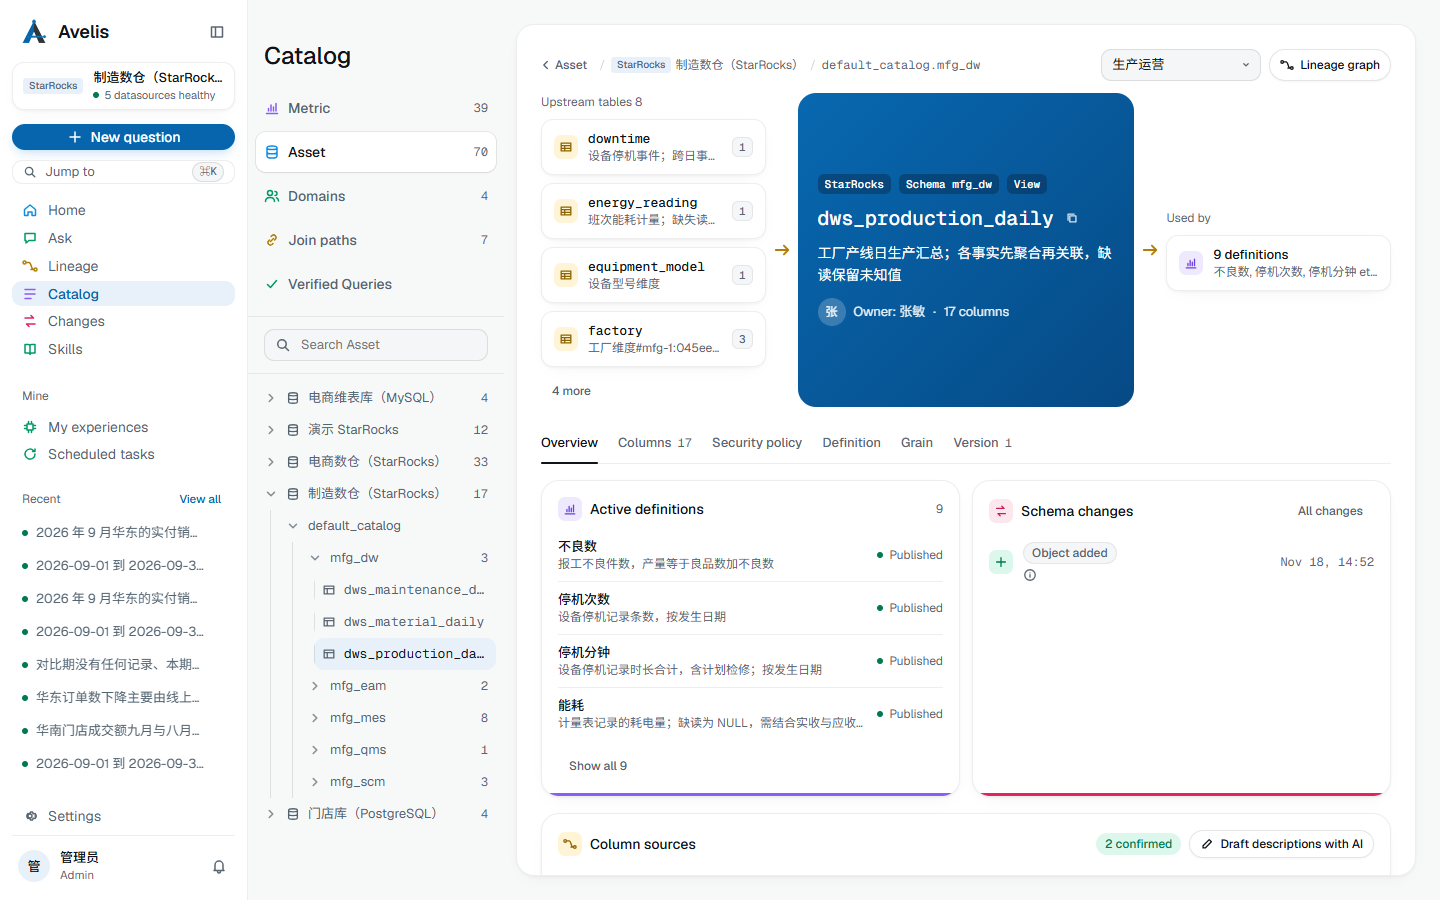 Avelis
StarRocks
制造数仓（StarRock...
5 datasources healthy
New question
Jump to
⌘K
Home
Ask
Lineage
Catalog
Changes
Skills
Mine
My experiences
Scheduled tasks
Recent
View all
2026 年 9 月华东的实付销...
2026-09-01 到 2026-09-3...
2026 年 9 月华东的实付销...
2026-09-01 到 2026-09-3...
对比期没有任何记录、本期...
华东订单数下降主要由线上...
华南门店成交额九月与八月...
2026-09-01 到 2026-09-3...
Settings
管
管理员
Admin
Catalog
Metric 39
Asset 70
Domains 4
Join paths 7
Verified Queries
Search Asset
电商维表库（MySQL） 4
演示 StarRocks 12
电商数仓（StarRocks） 33
制造数仓（StarRocks） 17
default_catalog
mfg_dw 3
dws_maintenance_d...
dws_material_daily
dws_production_da...
mfg_eam 2
mfg_mes 8
mfg_qms 1
mfg_scm 3
门店库（PostgreSQL） 4
Asset / StarRocks 制造数仓（StarRocks） / default_catalog.mfg_dw
生产运营
Lineage graph
Upstream tables 8
downtime
设备停机事件；跨日事...
1
energy_reading
班次能耗计量；缺失读...
1
equipment_model
设备型号维度
1
factory
工厂维度#mfg-1:045ee...
3
4 more
StarRocks
Schema mfg_dw
View
dws_production_daily
工厂产线日生产汇总；各事实先聚合再关联，缺
读保留未知值
张
Owner: 张敏 · 17 columns
Used by
9 definitions
不良数, 停机次数, 停机分钟 et...
Overview
Columns 17
Security policy
Definition
Grain
Version 1
Active definitions 9
不良数
报工不良件数，产量等于良品数加不良数
Published
停机次数
设备停机记录条数，按发生日期
Published
停机分钟
设备停机记录时长合计，含计划检修；按发生日期
Published
能耗
计量表记录的耗电量；缺读为 NULL，需结合实收与应收...
Published
Show all 9
Schema changes
All changes
Object added
Nov 18, 14:52
Column sources
2 confirmed
Draft descriptions with AI